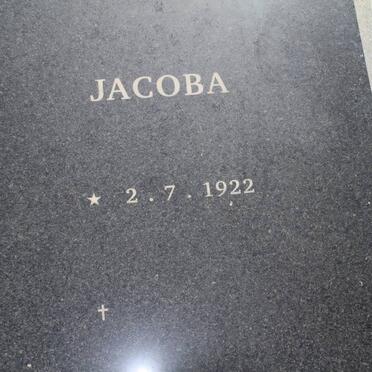 JACOBA
★ 2 . 7 . 1922
✝